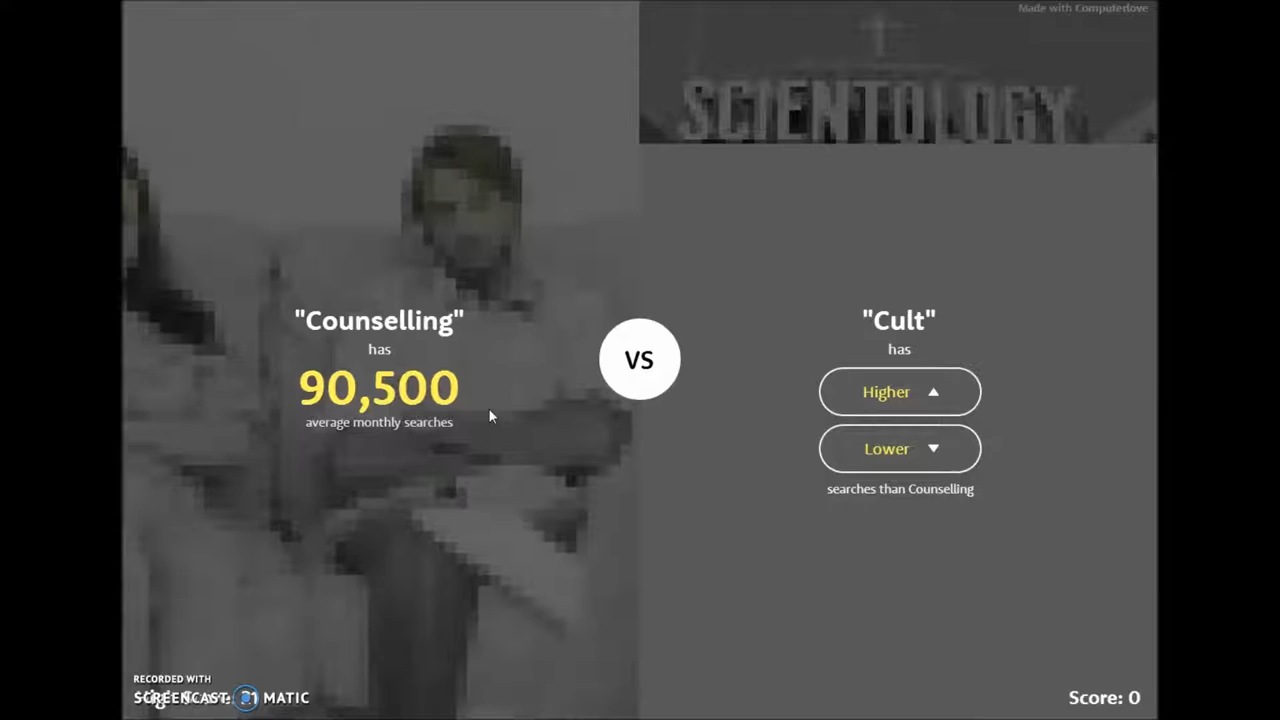 Made with Computerlove
SCIENTOLOGY
"Counselling"
has
90,500
average monthly searches
VS
"Cult"
has
Higher
Lower
searches than Counselling
RECORDED WITH
SCREENCAST
MATIC
Score: 0